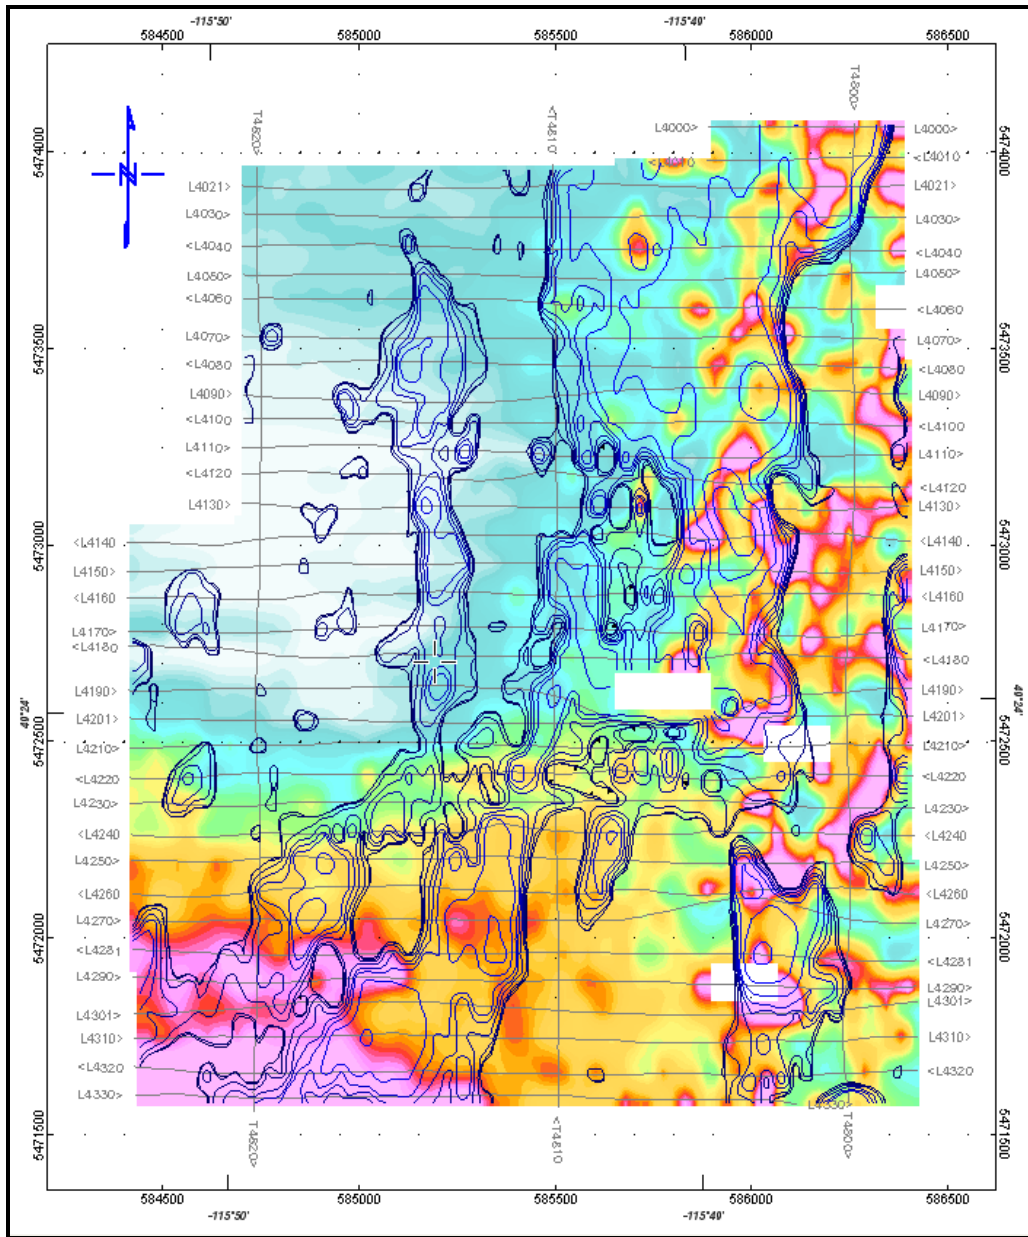 -115°50' -115°49'
584500 585000 585500 586000 586500
T4820> <T4810 T4800>
N
5474000 5474000
L4000> L4000>
<L4010 <L4010
L4021> L4021>
L4030> L4030>
<L4040 <L4040
L4050> L4050>
<L4060 <L4060
L4070> L4070>
5473500 5473500
<L4080 <L4080
L4090> L4090>
<L4100 <L4100
L4110> L4110>
<L4120 <L4120
L4130> L4130>
<L4140 <L4140
5473000 5473000
L4150> L4150>
<L4160 <L4160
L4170> L4170>
<L4180 <L4180
L4190> L4190>
40°24' 40°24'
L4201> L4201>
5472500 5472500
L4210> L4210>
<L4220 <L4220
L4230> L4230>
<L4240 <L4240
L4250> L4250>
<L4260 <L4260
L4270> L4270>
5472000 5472000
<L4281 <L4281
L4290> L4290>
L4301> L4301>
L4310> L4310>
<L4320 <L4320
L4330> L4330>
5471500 5471500
T4820> <T4810 T4800>
584500 585000 585500 586000 586500
-115°50' -115°49'